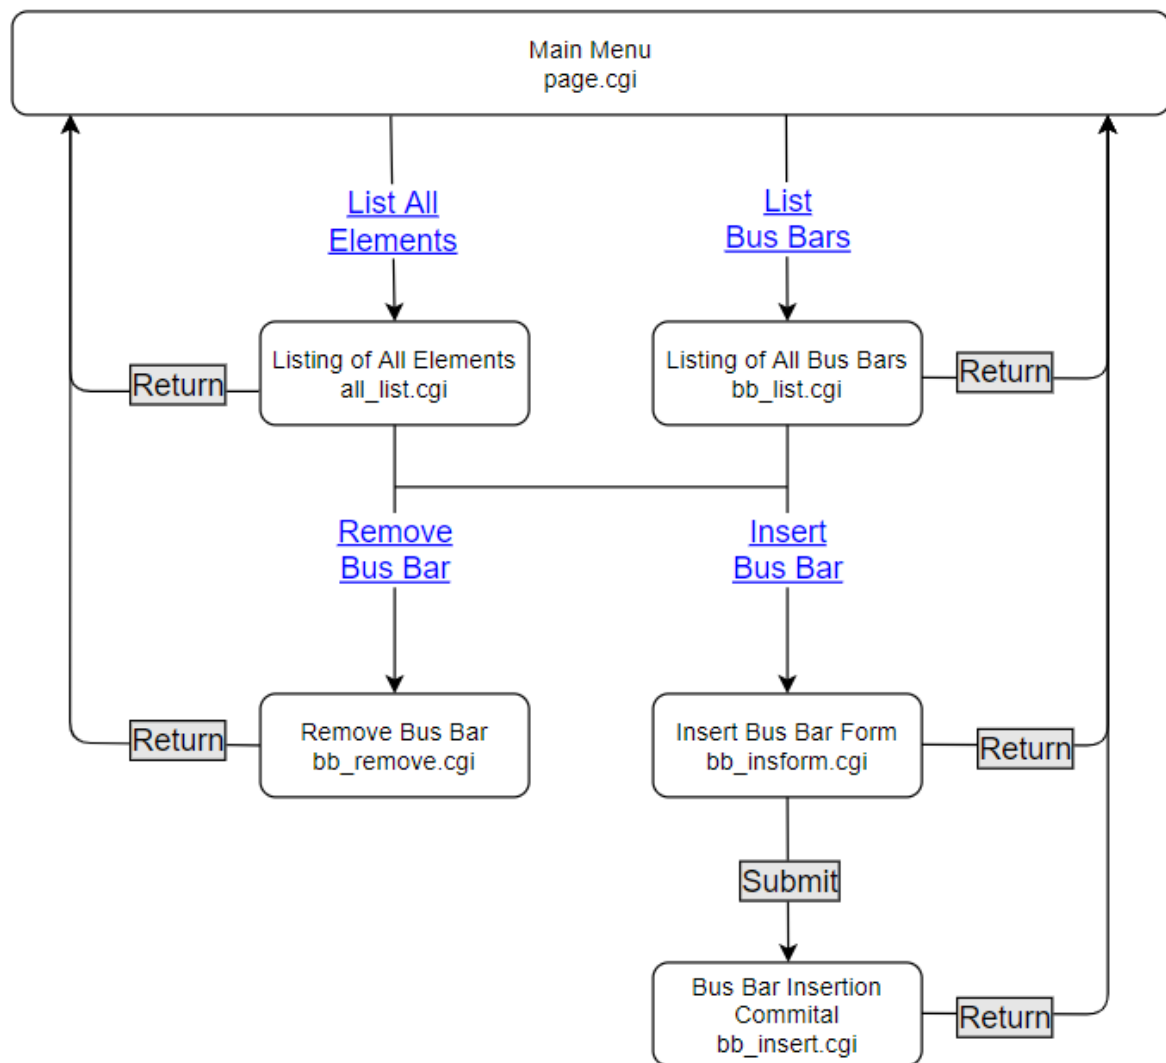 Main Menu
page.cgi
List All
Elements
List
Bus Bars
Listing of All Elements
all_list.cgi
Listing of All Bus Bars
bb_list.cgi
Return
Return
Remove
Bus Bar
Insert
Bus Bar
Remove Bus Bar
bb_remove.cgi
Insert Bus Bar Form
bb_insform.cgi
Return
Return
Submit
Bus Bar Insertion
Commital
bb_insert.cgi
Return